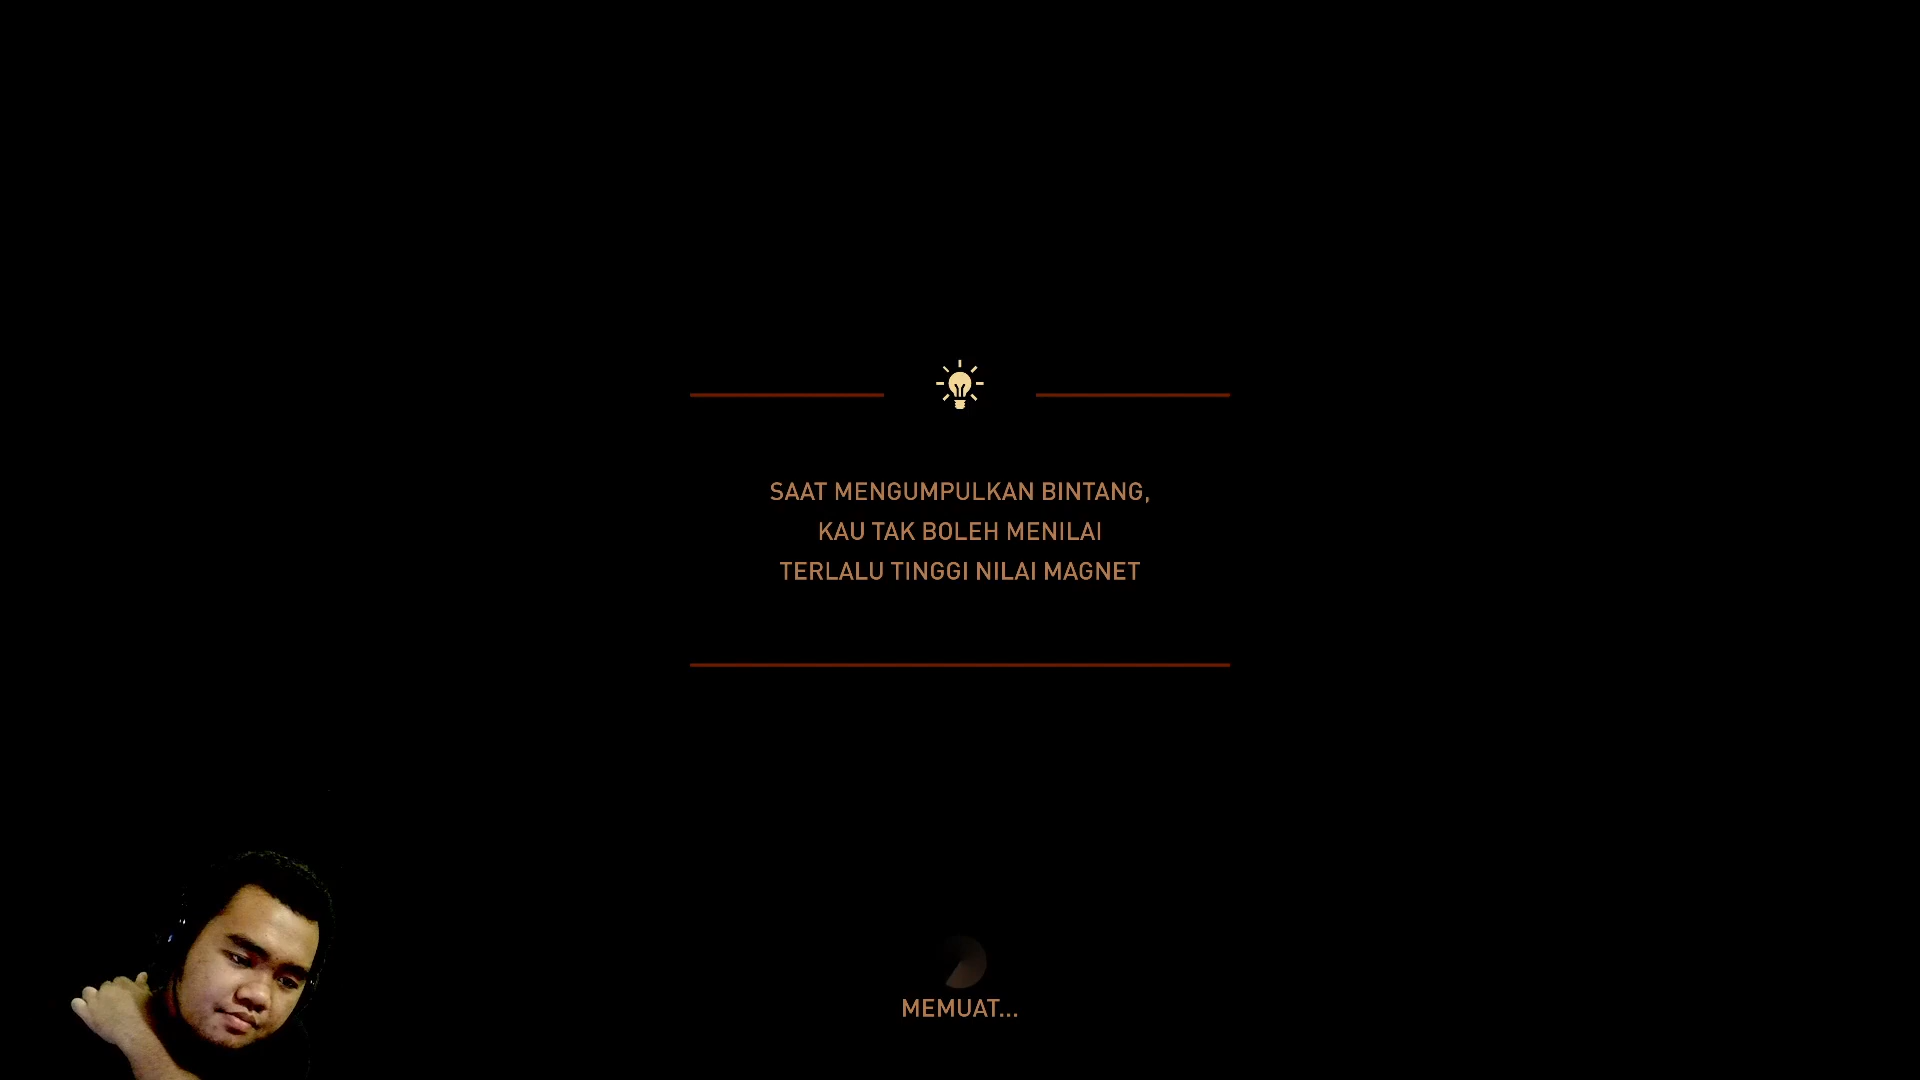 SAAT MENGUMPULKAN BINTANG,
KAU TAK BOLEH MENILAI
TERLALU TINGGI NILAI MAGNET
MEMUAT...